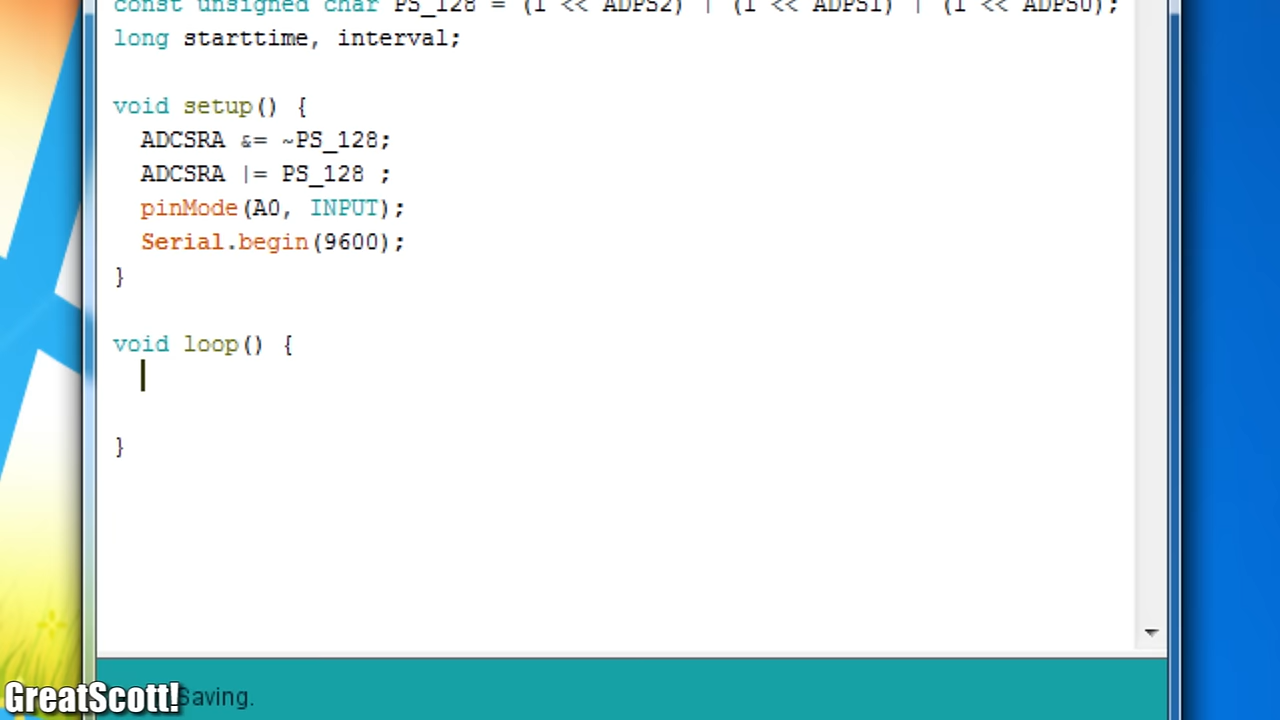 const unsigned char PS_128 = (1 << ADPS2) | (1 << ADPS1) | (1 << ADPS0);
long starttime, interval;
void setup() {
ADCSRA &= ~PS_128;
ADCSRA |= PS_128 ;
pinMode(A0, INPUT);
Serial.begin(9600);
}
void loop() {
}
GreatScott!
Saving.